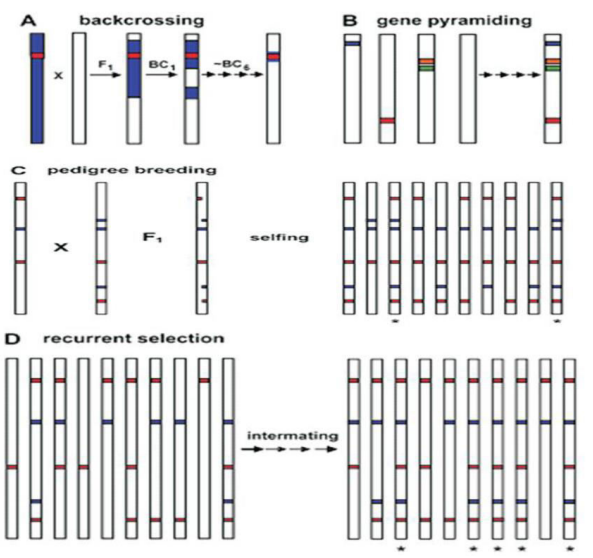 A backcrossing
x F1 BC1 ~BC6
B gene pyramiding
C pedigree breeding
X F1 selfing
* *
D recurrent selection
intermating
* * * * *